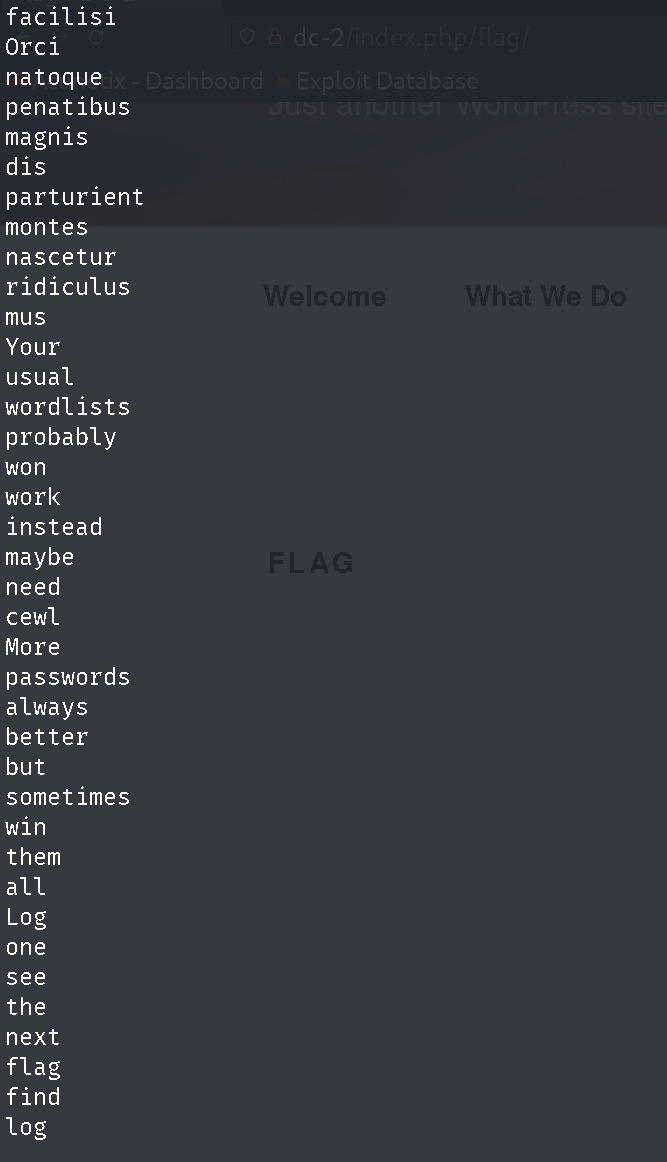 facilisi
Orci
dc-2/index.php/flag/
natoque
- Dashboard
Exploit Database
penatibus
Just another WordPress site
magnis
dis
parturient
montes
nascetur
ridiculus
Welcome
What We Do
mus
Your
usual
wordlists
probably
won
work
instead
maybe
FLAG
need
cewl
More
passwords
always
better
but
sometimes
win
them
all
Log
one
see
the
next
flag
find
log